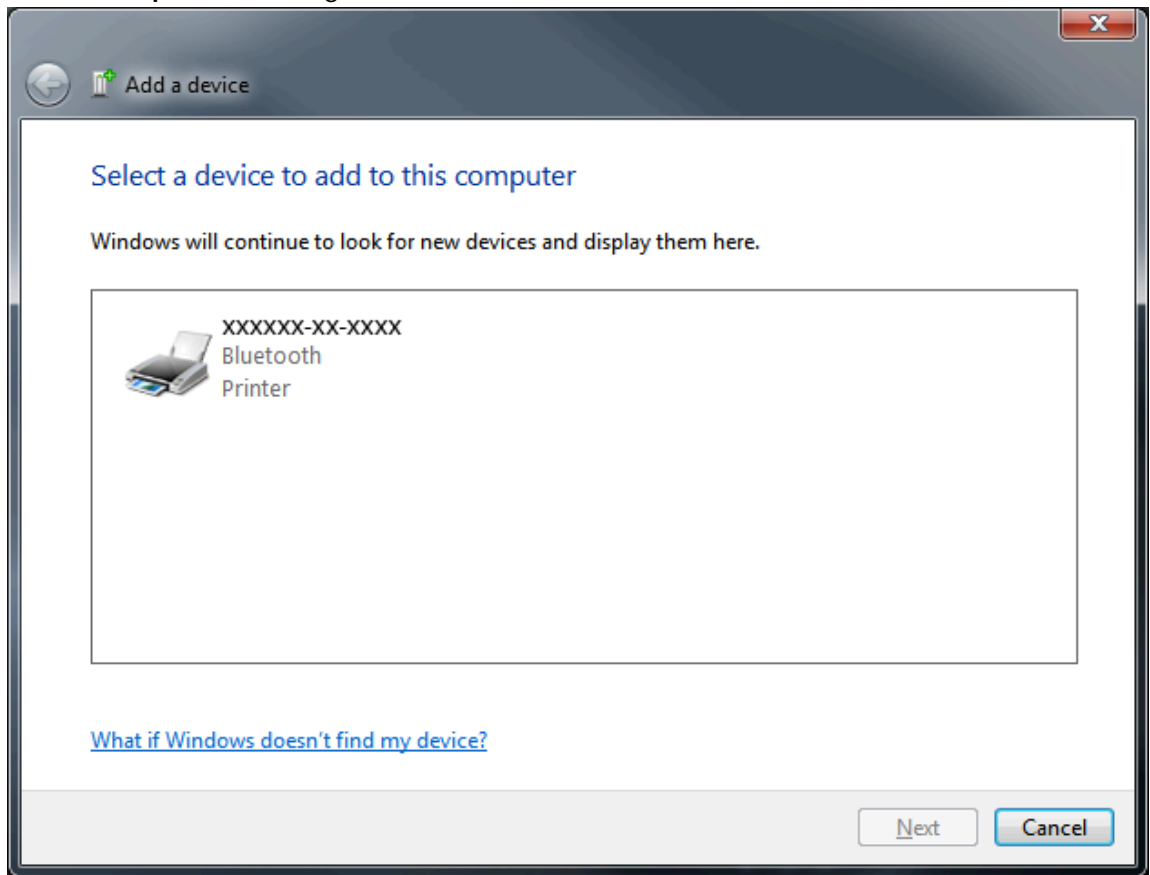 Add a device
Select a device to add to this computer
Windows will continue to look for new devices and display them here.
XXXXXX-XX-XXXX
Bluetooth
Printer
What if Windows doesn't find my device?
Next
Cancel